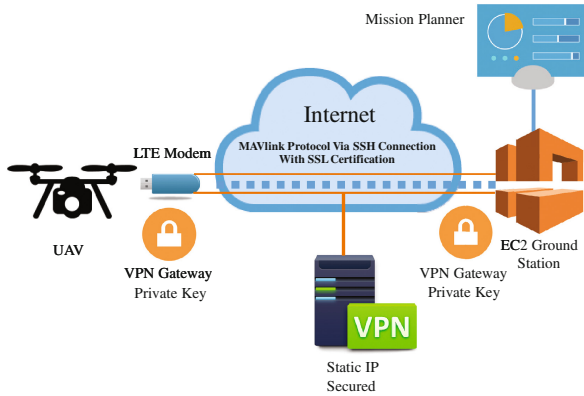 Mission Planner
Internet
MAVlink Protocol Via SSH Connection
With SSL Certification
LTE Modem
UAV
VPN Gateway
Private Key
VPN Gateway
Private Key
EC2 Ground
Station
VPN
Static IP
Secured